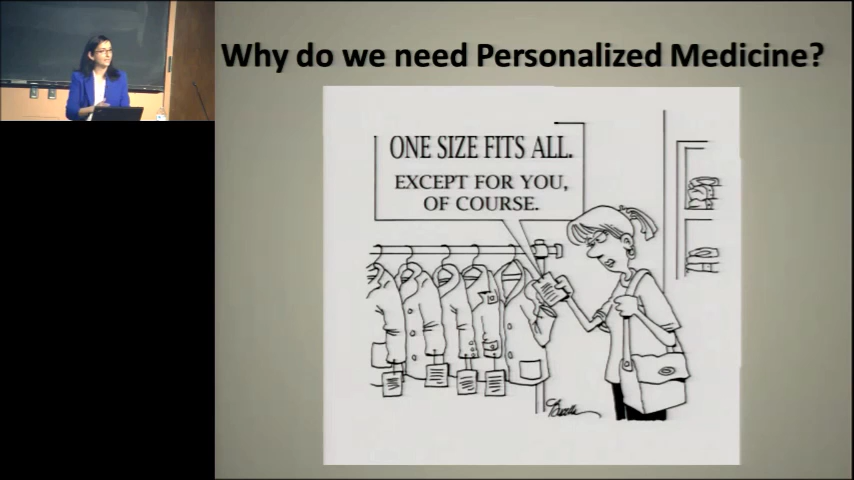 Why do we need Personalized Medicine?
ONE SIZE FITS ALL.
EXCEPT FOR YOU,
OF COURSE.